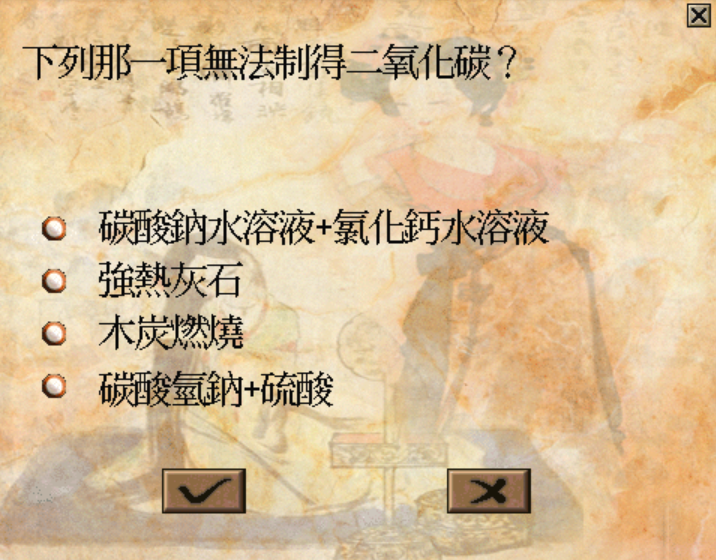 下列那一項無法制得二氧化碳？
碳酸鈉水溶液+氯化鈣水溶液
強熱灰石
木炭燃燒
碳酸氫鈉+硫酸